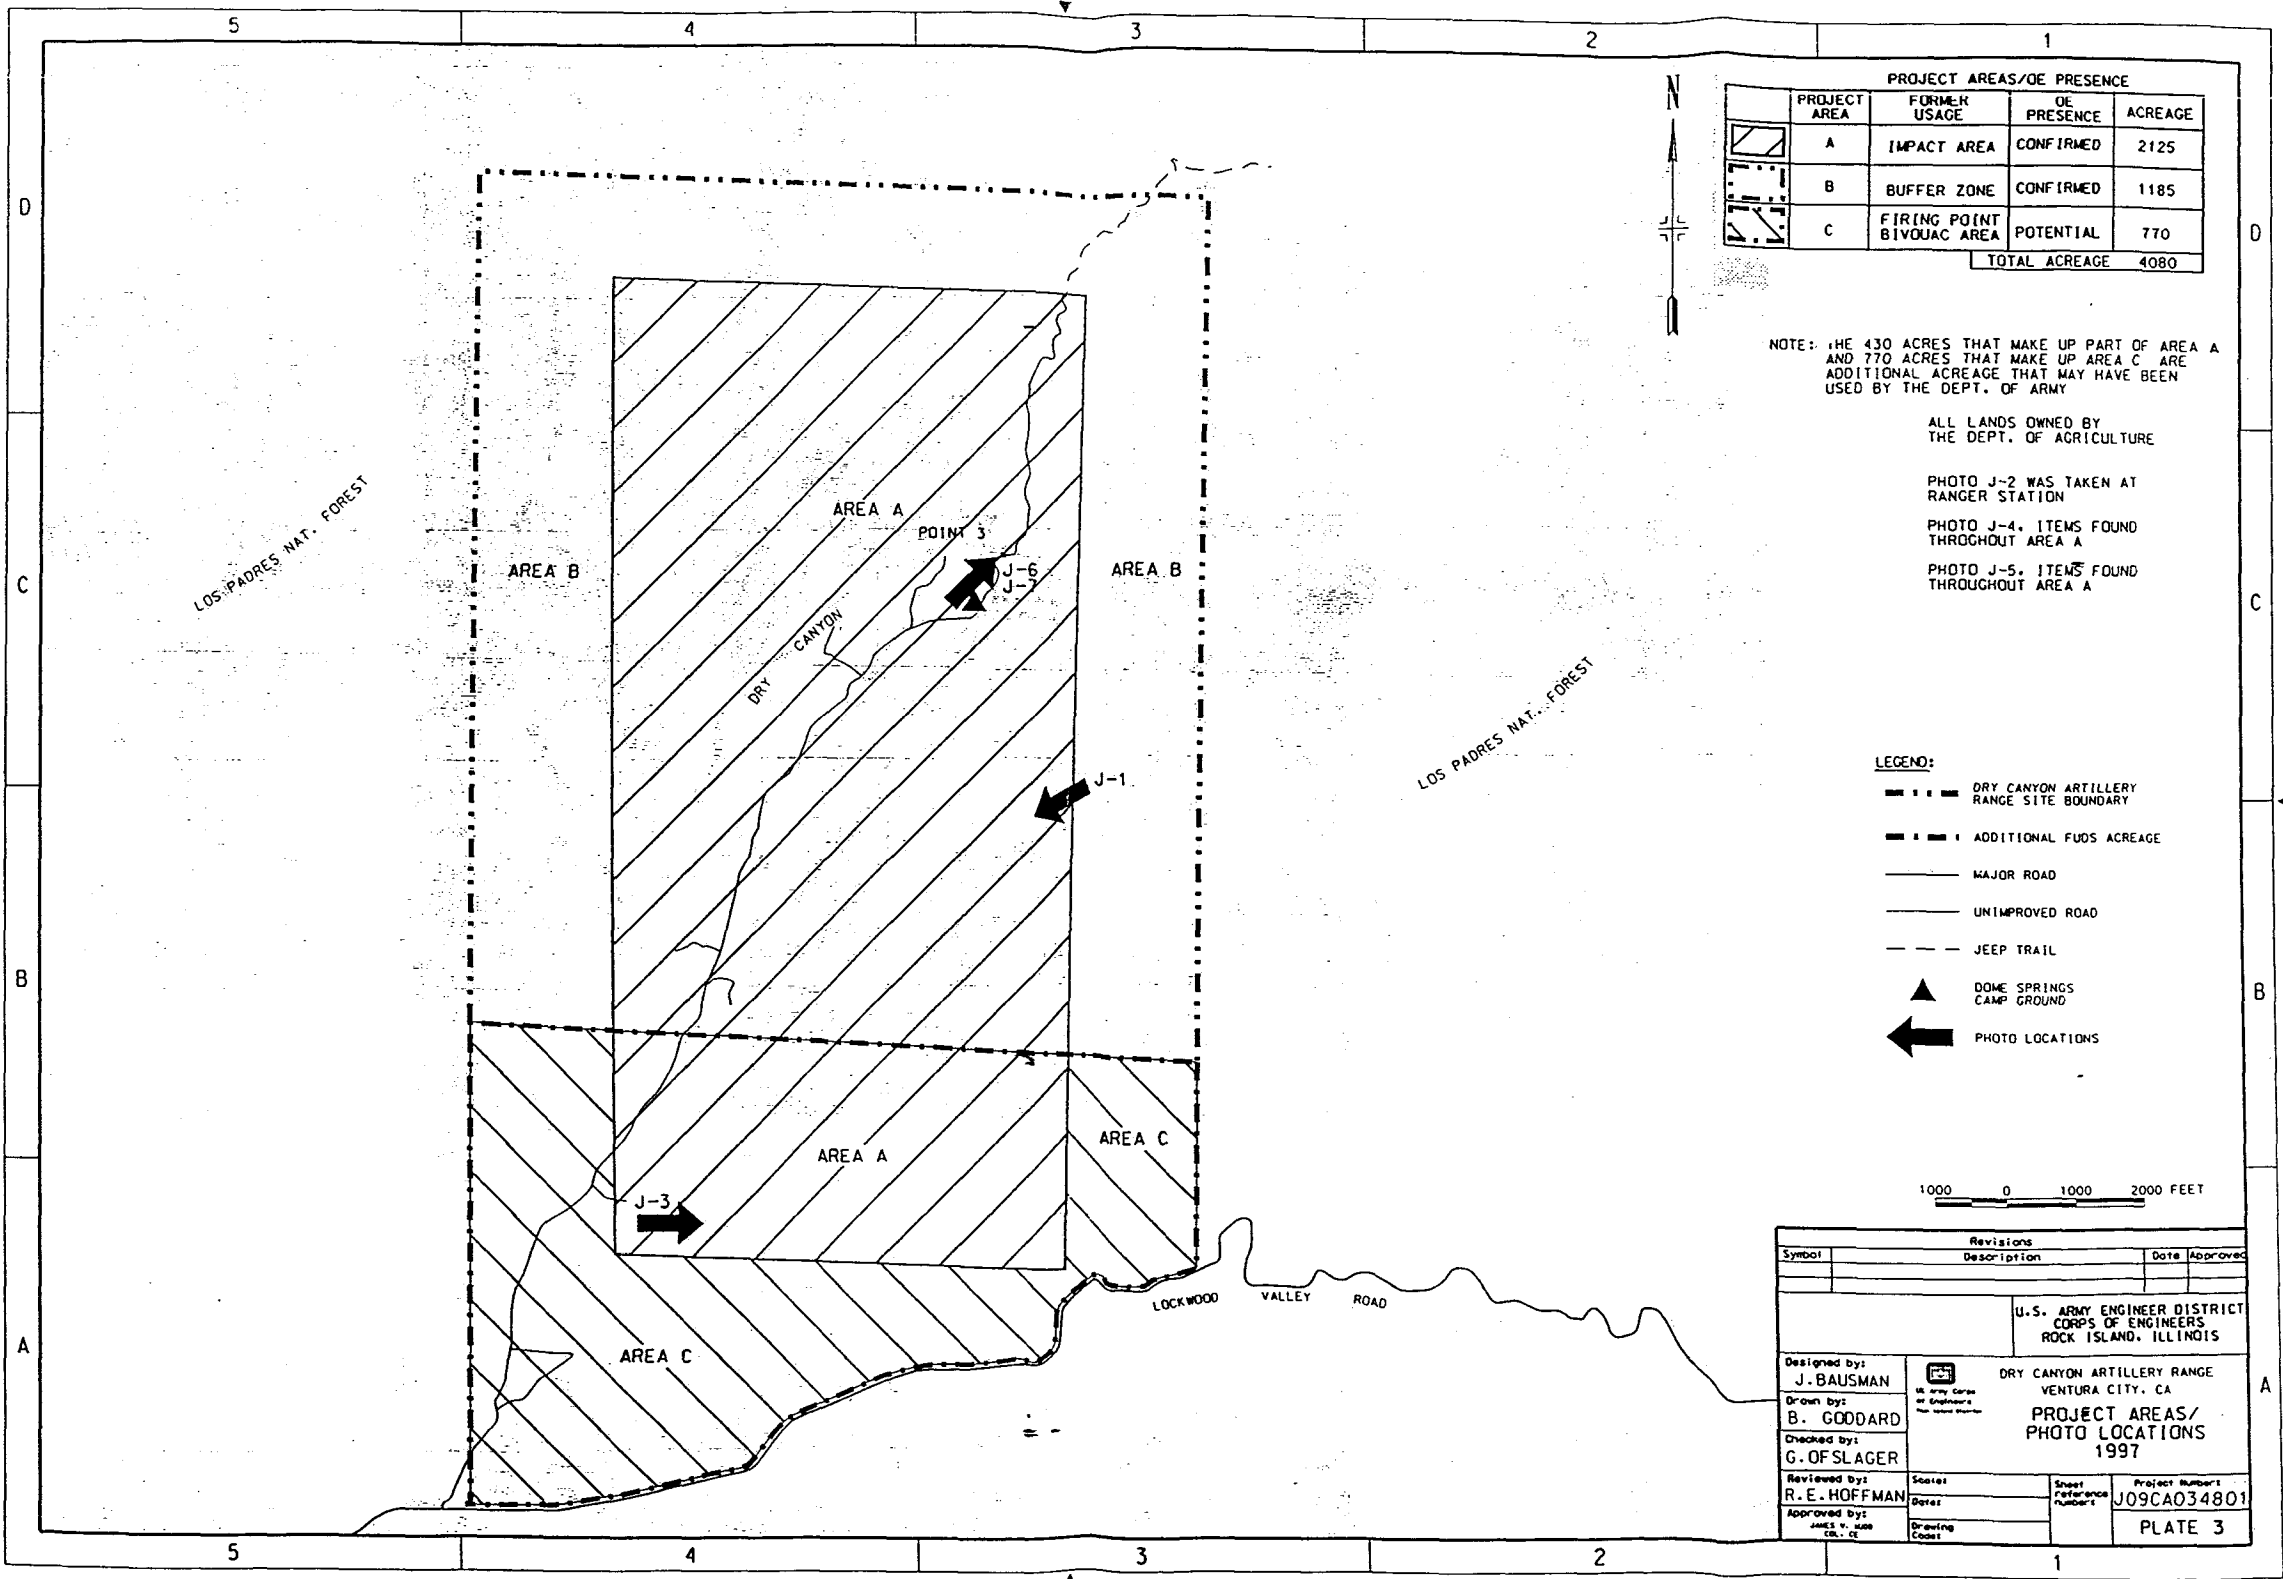 5
4
3
2
1
D
C
B
A
D
C
B
A
5
4
3
2
1
N
PROJECT AREAS/OE PRESENCE
PROJECT AREA FORMER USAGE OE PRESENCE ACREAGE
A IMPACT AREA CONFIRMED 2125
B BUFFER ZONE CONFIRMED 1185
C FIRING POINT BIVOUAC AREA POTENTIAL 770
TOTAL ACREAGE 4080
NOTE: HE 430 ACRES THAT MAKE UP PART OF AREA A
AND 770 ACRES THAT MAKE UP AREA C ARE
ADDITIONAL ACREAGE THAT MAY HAVE BEEN
USED BY THE DEPT. OF ARMY
ALL LANDS OWNED BY
THE DEPT. OF AGRICULTURE
PHOTO J-2 WAS TAKEN AT
RANGER STATION
PHOTO J-4. ITEMS FOUND
THROGHOUT AREA A
PHOTO J-5. ITEMS FOUND
THROUGHOUT AREA A
LOS PADRES NAT. FOREST
AREA B
AREA A
POINT 3
J-6
J-7
AREA B
DRY CANYON
LOS PADRES NAT. FOREST
J-1
AREA C
AREA A
J-3
AREA C
LOCKWOOD VALLEY ROAD
LEGEND:
DRY CANYON ARTILLERY
RANGE SITE BOUNDARY
ADDITIONAL FUDS ACREAGE
MAJOR ROAD
UNIMPROVED ROAD
JEEP TRAIL
DOME SPRINGS
CAMP GROUND
PHOTO LOCATIONS
1000 0 1000 2000 FEET
Revisions
Symbol Description Date Approved
U.S. ARMY ENGINEER DISTRICT
CORPS OF ENGINEERS
ROCK ISLAND, ILLINOIS
Designed by:
J.BAUSMAN
Drawn by:
B. GODDARD
Checked by:
G.OFSLAGER
Reviewed by:
R.E.HOFFMAN
Approved by:
US Army Corps
of Engineers
DRY CANYON ARTILLERY RANGE
VENTURA CITY, CA
PROJECT AREAS/
PHOTO LOCATIONS
1997
Scale:
Date:
Drawing
Code:
Sheet
reference
number:
Project Number:
J09CA034801
PLATE 3